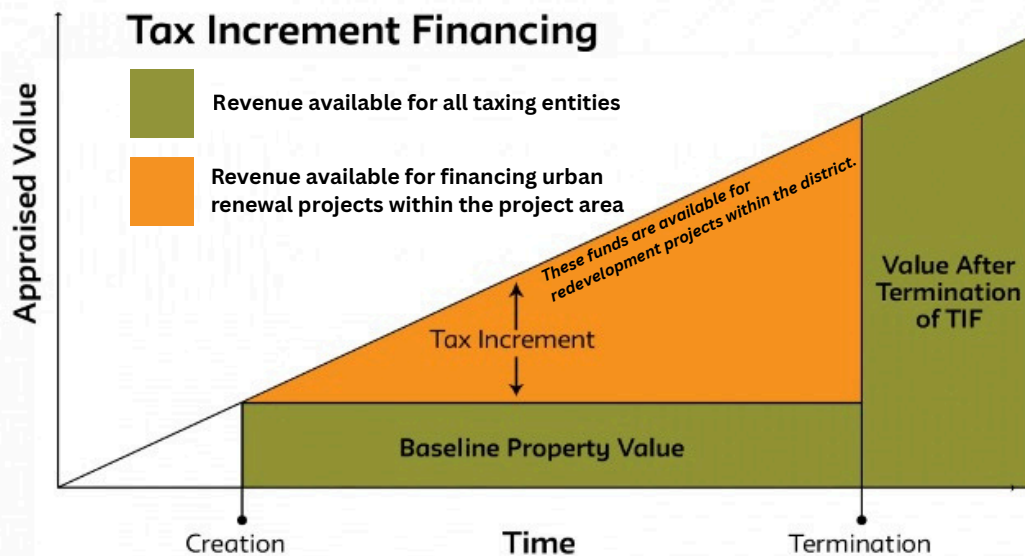 Tax Increment Financing
Revenue available for all taxing entities
Revenue available for financing urban
renewal projects within the project area
Appraised Value
These funds are available for
redevelopment projects within the district.
Value After
Termination
of TIF
Tax Increment
Baseline Property Value
Creation
Time
Termination